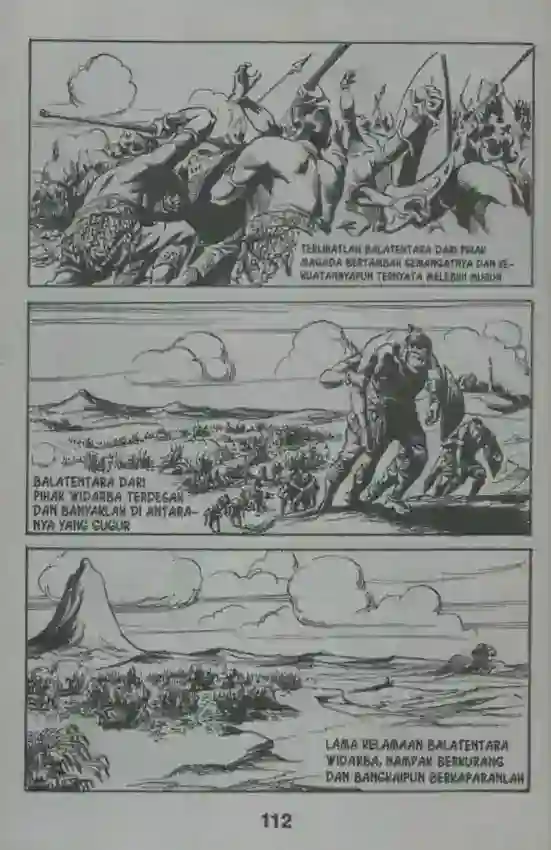 TERLIHATLAH BALATENTARA DARI PIHAK
MAGADA BERTAMBAH SEMANGATNYA DAN KE-
KUATANNYAPUN TERNYATA MELEBIHI MUSUH
BALATENTARA DARI
PIHAK WIDARBA TERDESAK
DAN BANYAKLAH DI ANTARA-
NYA YANG GUGUR
LAMA KELAMAAN BALATENTARA
WIDARBA, NAMPAK BERKURANG
DAN BANGKAIPUN BERKAPARANLAH
112